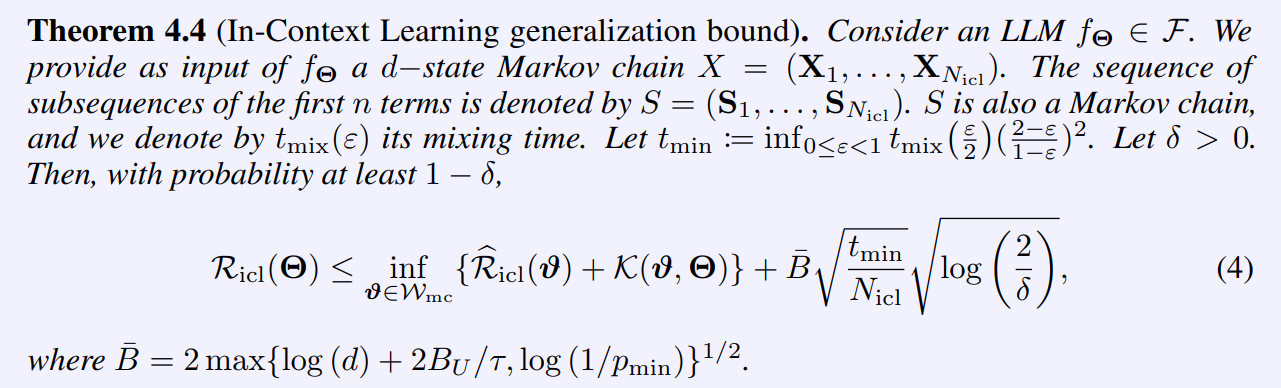 Theorem 4.4 (In-Context Learning generalization bound). Consider an LLM f_Θ ∈ ℱ. We
provide as input of f_Θ a d−state Markov chain X = (X₁, . . . , X_{N_icl}). The sequence of
subsequences of the first n terms is denoted by S = (S₁, . . . , S_{N_icl}). S is also a Markov chain,
and we denote by t_mix(ε) its mixing time. Let t_min := inf_{0≤ε<1} t_mix(ε/2)((2−ε)/(1−ε))². Let δ > 0.
Then, with probability at least 1 − δ,
ℛ_icl(Θ) ≤ inf_{ϑ∈𝒲_mc} {ℛ̂_icl(ϑ) + 𝒦(ϑ, Θ)} + B̄ √(t_min/N_icl) √(log(2/δ)), (4)
where B̄ = 2 max{log (d) + 2B_U/τ, log (1/p_min)}^{1/2}.